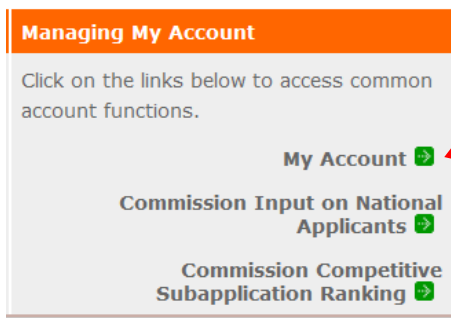 Managing My Account
Click on the links below to access common
account functions.
My Account
Commission Input on National
Applicants
Commission Competitive
Subapplication Ranking